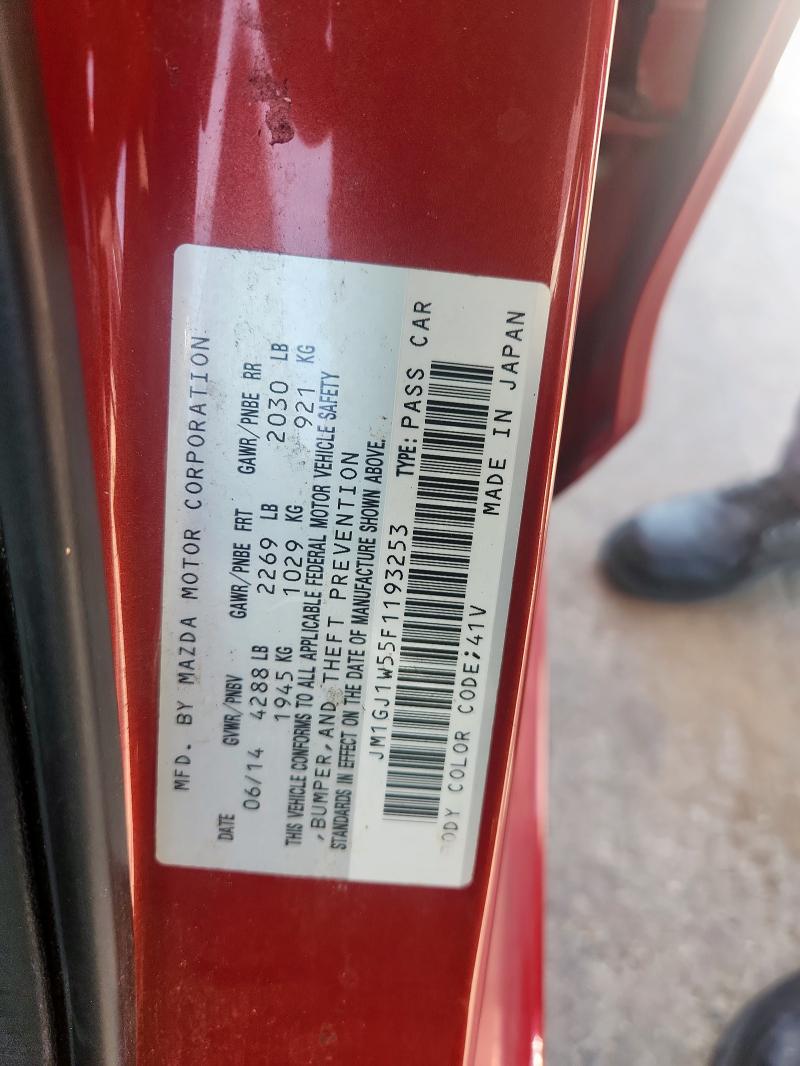 MFD. BY MAZDA MOTOR CORPORATION
DATE GVWR/PNBV GAWR/PNBE FRT GAWR/PNBE RR
06/14 4288 LB 2269 LB 2030 LB
1945 KG 1029 KG 921 KG
THIS VEHICLE CONFORMS TO ALL APPLICABLE FEDERAL MOTOR VEHICLE SAFETY
,BUMPER,AND THEFT PREVENTION
STANDARDS IN EFFECT ON THE DATE OF MANUFACTURE SHOWN ABOVE.
JM1GJ1W55F1193253 TYPE: PASS CAR
ODY COLOR CODE;41V MADE IN JAPAN